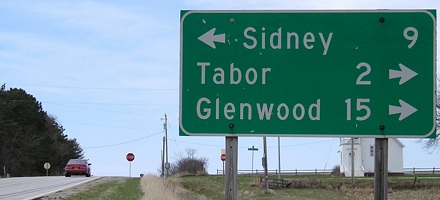 ← Sidney 9
Tabor 2 →
Glenwood 15 →